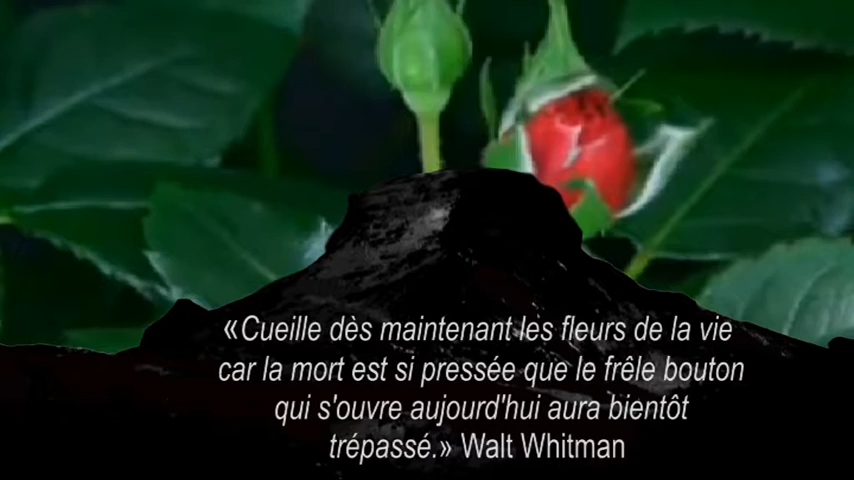 «Cueille dès maintenant les fleurs de la vie
car la mort est si pressée que le frêle bouton
qui s'ouvre aujourd'hui aura bientôt
trépassé.» Walt Whitman